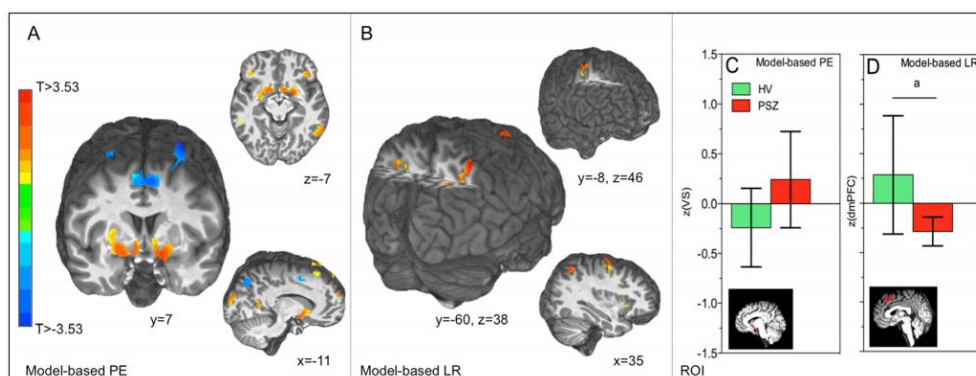 A
B
T>3.53
T>-3.53
z=-7
y=7
x=-11
Model-based PE
y=-8, z=46
y=-60, z=38
x=35
Model-based LR
1.5
1.0
0.5
0.0
-0.5
-1.0
-1.5
z(VS)
C
Model-based PE
HV
PSZ
z(dmPFC)
D
Model-based LR
a
ROI